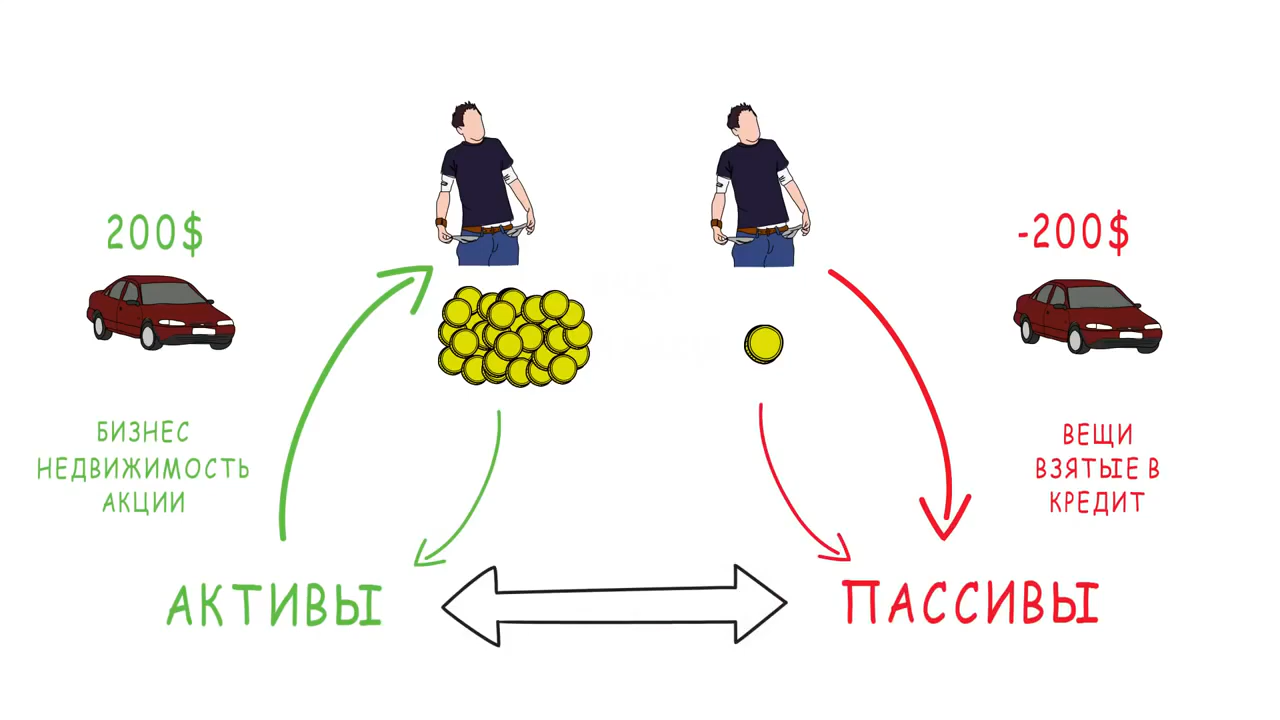 200$
-200$
БИЗНЕС
НЕДВИЖИМОСТЬ
АКЦИИ
ВЕЩИ
ВЗЯТЫЕ В
КРЕДИТ
АКТИВЫ
ПАССИВЫ